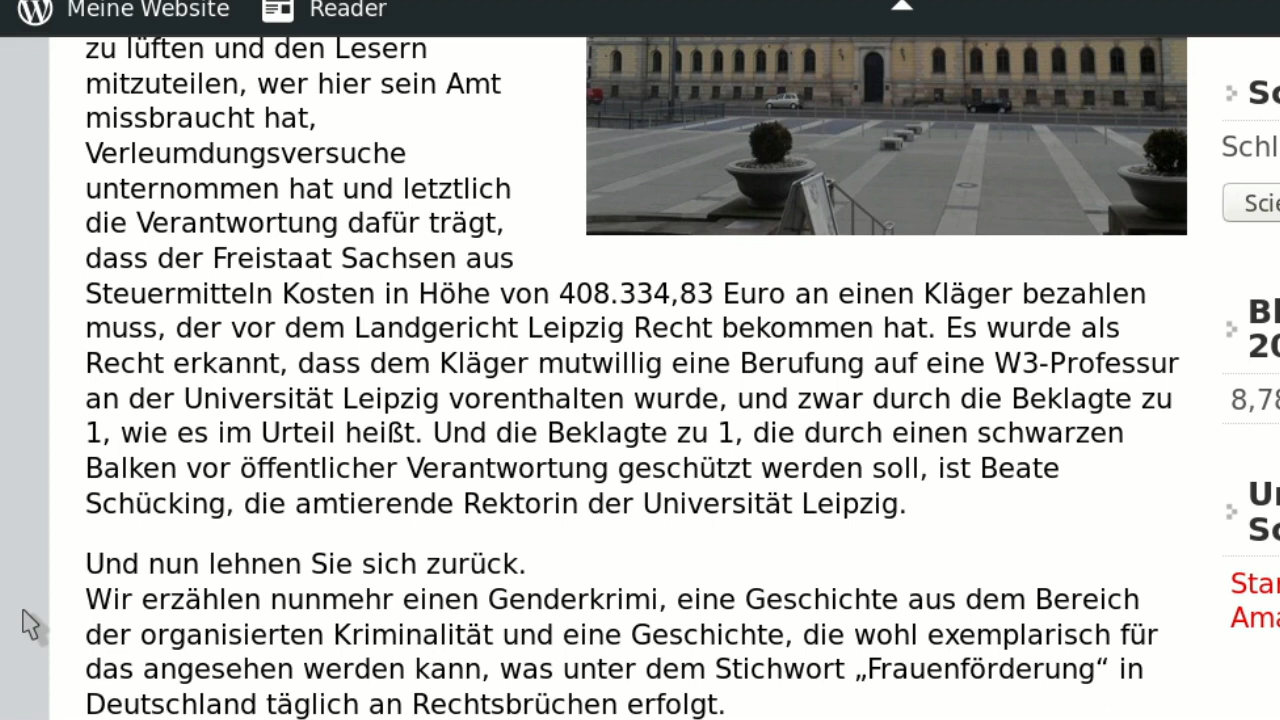 Meine Website Reader
zu lüften und den Lesern
mitzuteilen, wer hier sein Amt
missbraucht hat,
Verleumdungsversuche
unternommen hat und letztlich
die Verantwortung dafür trägt,
dass der Freistaat Sachsen aus
Steuermitteln Kosten in Höhe von 408.334,83 Euro an einen Kläger bezahlen
muss, der vor dem Landgericht Leipzig Recht bekommen hat. Es wurde als
Recht erkannt, dass dem Kläger mutwillig eine Berufung auf eine W3-Professur
an der Universität Leipzig vorenthalten wurde, und zwar durch die Beklagte zu
1, wie es im Urteil heißt. Und die Beklagte zu 1, die durch einen schwarzen
Balken vor öffentlicher Verantwortung geschützt werden soll, ist Beate
Schücking, die amtierende Rektorin der Universität Leipzig.
Und nun lehnen Sie sich zurück.
Wir erzählen nunmehr einen Genderkrimi, eine Geschichte aus dem Bereich
der organisierten Kriminalität und eine Geschichte, die wohl exemplarisch für
das angesehen werden kann, was unter dem Stichwort „Frauenförderung“ in
Deutschland täglich an Rechtsbrüchen erfolgt.
Schl
8,78